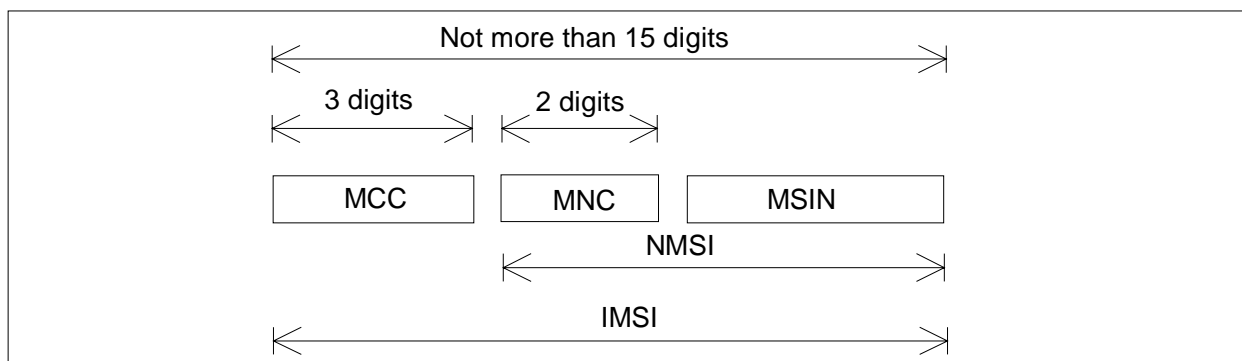 Not more than 15 digits
3 digits 2 digits
MCC MNC MSIN
NMSI
IMSI